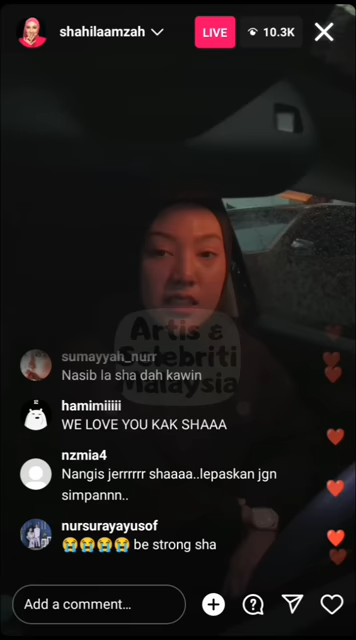 shahilaamzah
LIVE
10.3K
Artis &
Selebriti
Malaysia
sumayyah_nurr
Nasib la sha dah kawin
hamimiiiii
WE LOVE YOU KAK SHAAA
nzmia4
Nangis jerrrrrr shaaaa..lepaskan jgn
simpannn..
nursurayayusof
😭😭😭😭 be strong sha
Add a comment...